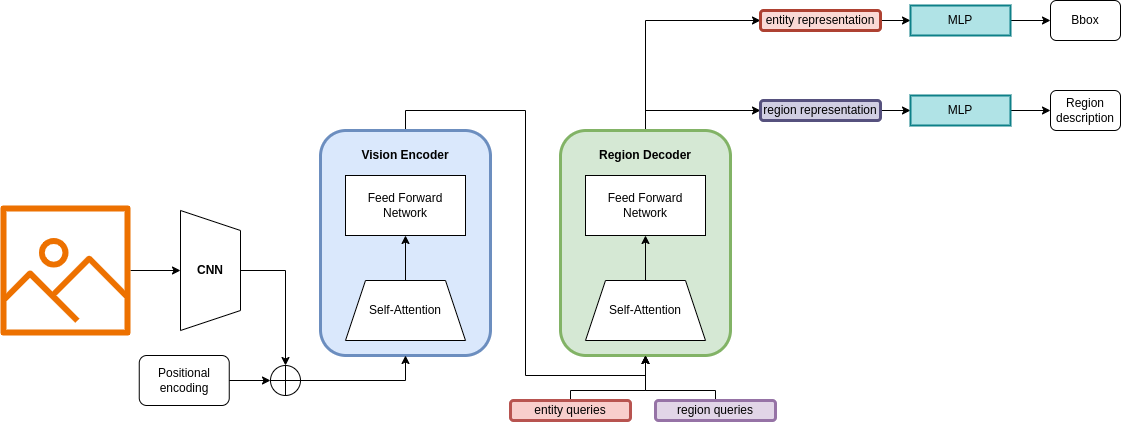 entity representation
MLP
Bbox
region representation
MLP
Region
description
Vision Encoder
Region Decoder
Feed Forward
Network
Feed Forward
Network
CNN
Self-Attention
Self-Attention
Positional
encoding
entity queries
region queries